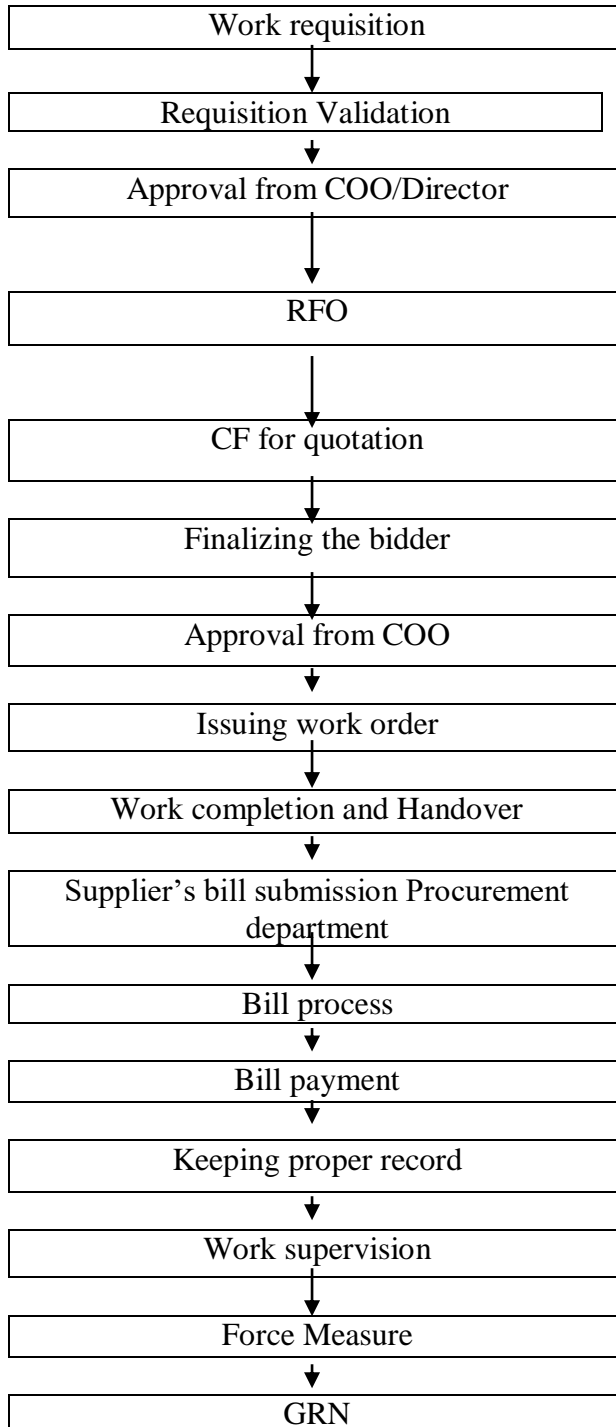 Work requisition
Requisition Validation
Approval from COO/Director
RFO
CF for quotation
Finalizing the bidder
Approval from COO
Issuing work order
Work completion and Handover
Supplier’s bill submission Procurement
department
Bill process
Bill payment
Keeping proper record
Work supervision
Force Measure
GRN